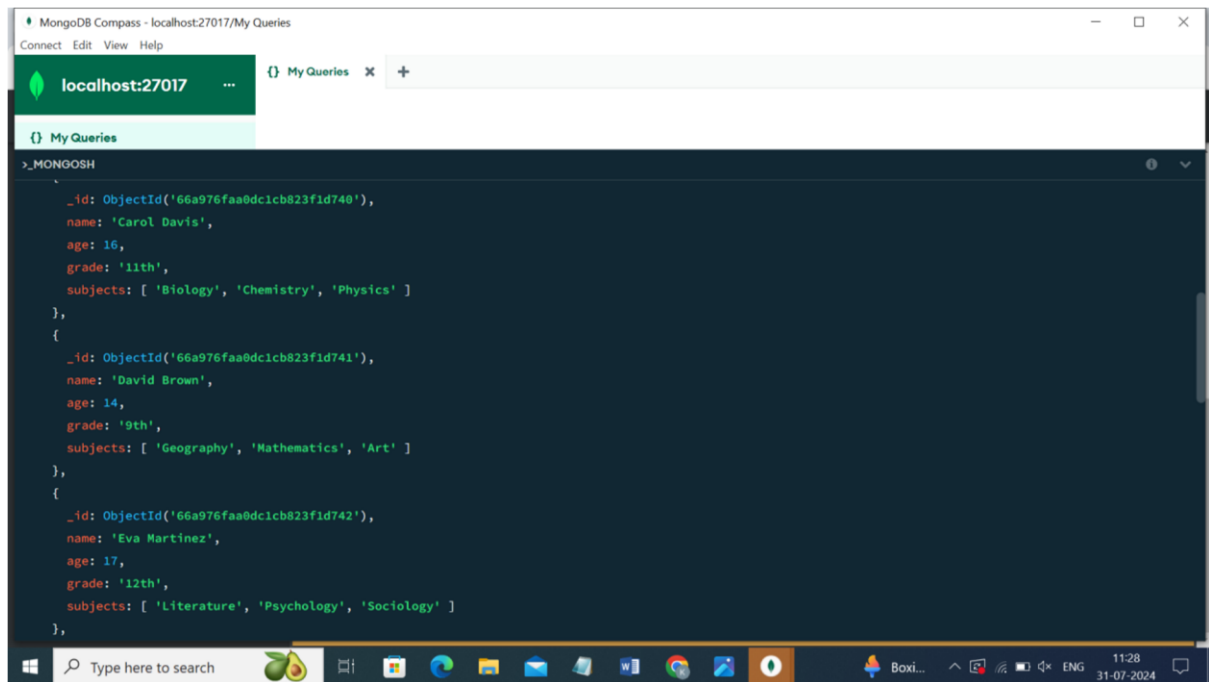 MongoDB Compass - localhost:27017/My Queries
Connect Edit View Help
localhost:27017 ...
{} My Queries
{} My Queries
>_MONGOSH
{
_id: ObjectId('66a976faa0dc1cb823f1d740'),
name: 'Carol Davis',
age: 16,
grade: '11th',
subjects: [ 'Biology', 'Chemistry', 'Physics' ]
},
{
_id: ObjectId('66a976faa0dc1cb823f1d741'),
name: 'David Brown',
age: 14,
grade: '9th',
subjects: [ 'Geography', 'Mathematics', 'Art' ]
},
{
_id: ObjectId('66a976faa0dc1cb823f1d742'),
name: 'Eva Martinez',
age: 17,
grade: '12th',
subjects: [ 'Literature', 'Psychology', 'Sociology' ]
},
Type here to search
Boxi... ENG 11:28
31-07-2024